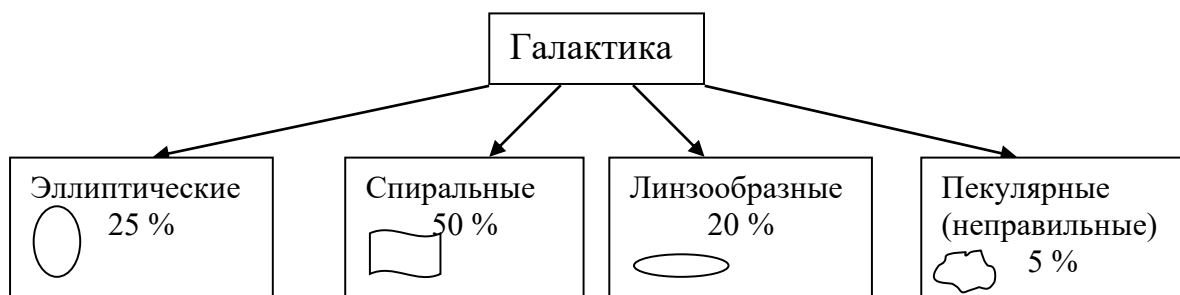 Галактика
Эллиптические
25 %
Спиральные
50 %
Линзообразные
20 %
Пекулярные
(неправильные)
5 %